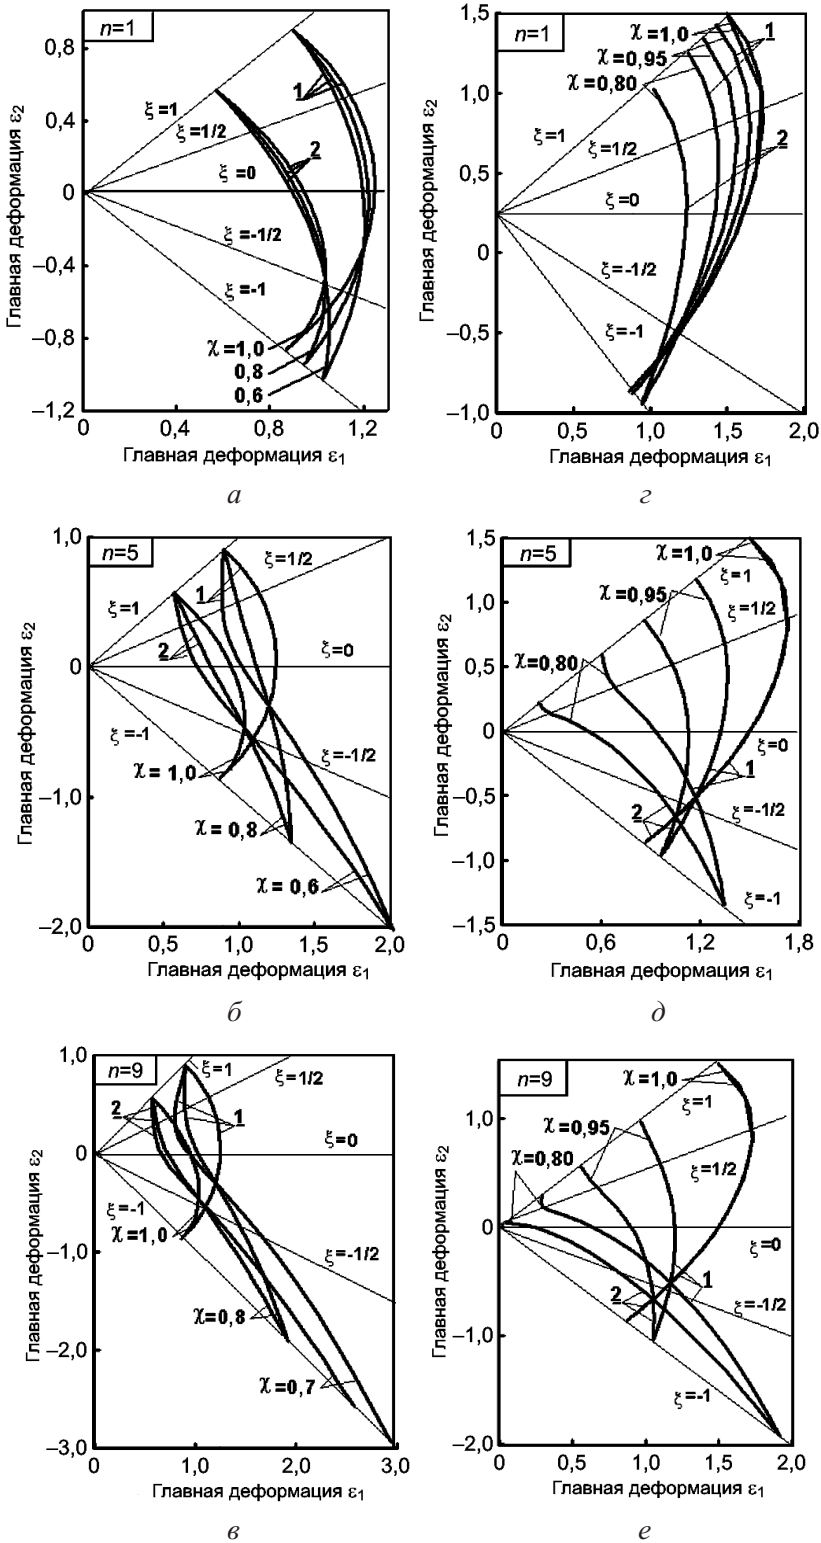 n=1
Главная деформация ε2
0,8
0,4
0
–0,4
–0,8
–1,2
ξ=1
ξ=1/2
ξ=0
ξ=-1/2
ξ=-1
1
2
χ=1,0
0,8
0,6
0 0,4 0,8 1,2
Главная деформация ε1
а
n=1
Главная деформация ε2
1,5
1,0
0,5
0
–0,5
–1,0
χ=1,0
χ=0,95
χ=0,80
1
2
ξ=1
ξ=1/2
ξ=0
ξ=-1/2
ξ=-1
0 0,5 1,0 1,5 2,0
Главная деформация ε1
г
n=5
Главная деформация ε2
1,0
0
–1,0
–2,0
ξ=1/2
ξ=1
1
2
ξ=0
ξ=-1
ξ=-1/2
χ=1,0
χ=0,8
χ=0,6
0 0,5 1,0 1,5 2,0
Главная деформация ε1
б
n=5
Главная деформация ε2
1,5
1,0
0,5
0
–0,5
–1,0
–1,5
χ=1,0
ξ=1
χ=0,95
ξ=1/2
χ=0,80
ξ=0
1
2
ξ=-1/2
ξ=-1
0 0,6 1,2 1,8
Главная деформация ε1
д
n=9
Главная деформация ε2
1,0
0
–1,0
–2,0
–3,0
ξ=1
ξ=1/2
2
1
ξ=0
ξ=-1
χ=1,0
ξ=-1/2
χ=0,8
χ=0,7
0 1,0 2,0 3,0
Главная деформация ε1
в
n=9
Главная деформация ε2
1,0
0
–1,0
–2,0
χ=1,0
ξ=1
χ=0,95
χ=0,80
ξ=1/2
ξ=0
1
2
ξ=-1/2
ξ=-1
0 0,5 1,0 1,5 2,0
Главная деформация ε1
е